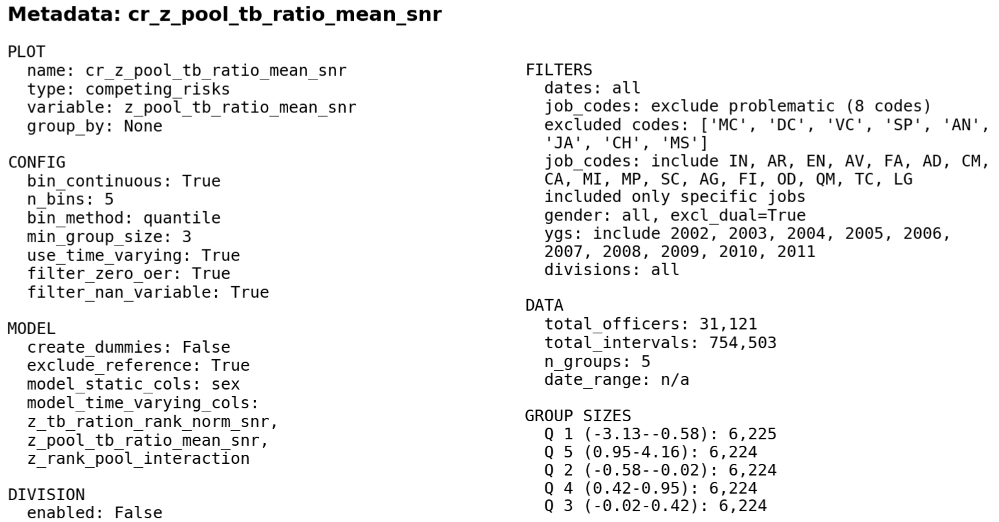 Metadata: cr_z_pool_tb_ratio_mean_snr
PLOT
name: cr_z_pool_tb_ratio_mean_snr
type: competing_risks
variable: z_pool_tb_ratio_mean_snr
group_by: None
CONFIG
bin_continuous: True
n_bins: 5
bin_method: quantile
min_group_size: 3
use_time_varying: True
filter_zero_oer: True
filter_nan_variable: True
MODEL
create_dummies: False
exclude_reference: True
model_static_cols: sex
model_time_varying_cols:
z_tb_ration_rank_norm_snr,
z_pool_tb_ratio_mean_snr,
z_rank_pool_interaction
DIVISION
enabled: False
FILTERS
dates: all
job_codes: exclude problematic (8 codes)
excluded codes: ['MC', 'DC', 'VC', 'SP', 'AN',
'JA', 'CH', 'MS']
job_codes: include IN, AR, EN, AV, FA, AD, CM,
CA, MI, MP, SC, AG, FI, OD, QM, TC, LG
included only specific jobs
gender: all, excl_dual=True
ygs: include 2002, 2003, 2004, 2005, 2006,
2007, 2008, 2009, 2010, 2011
divisions: all
DATA
total_officers: 31,121
total_intervals: 754,503
n_groups: 5
date_range: n/a
GROUP SIZES
Q 1 (-3.13--0.58): 6,225
Q 5 (0.95-4.16): 6,224
Q 2 (-0.58--0.02): 6,224
Q 4 (0.42-0.95): 6,224
Q 3 (-0.02-0.42): 6,224